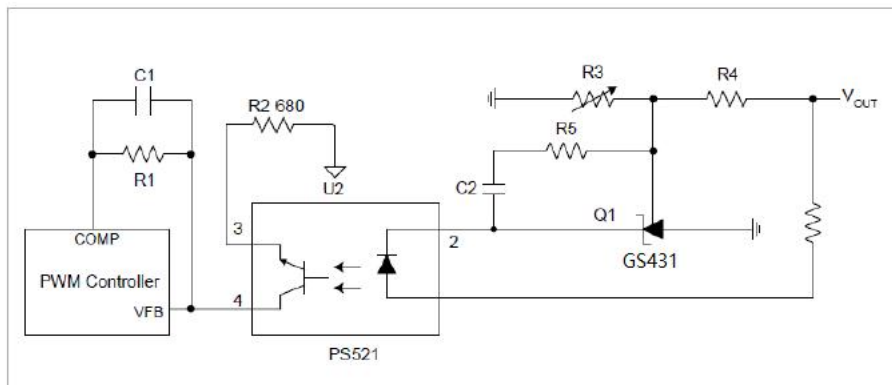 C1
R1
R2 680
U2
R3
R4
V_OUT
R5
C2
Q1
GS431
COMP
PWM Controller
VFB
3
4
2
PS521